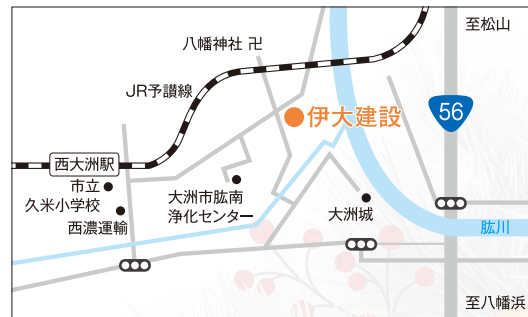 至松山
八幡神社 卍
JR予讃線
伊大建設
56
西大洲駅
市立
久米小学校
西濃運輸
大洲市肱南
浄化センター
大洲城
肱川
至八幡浜